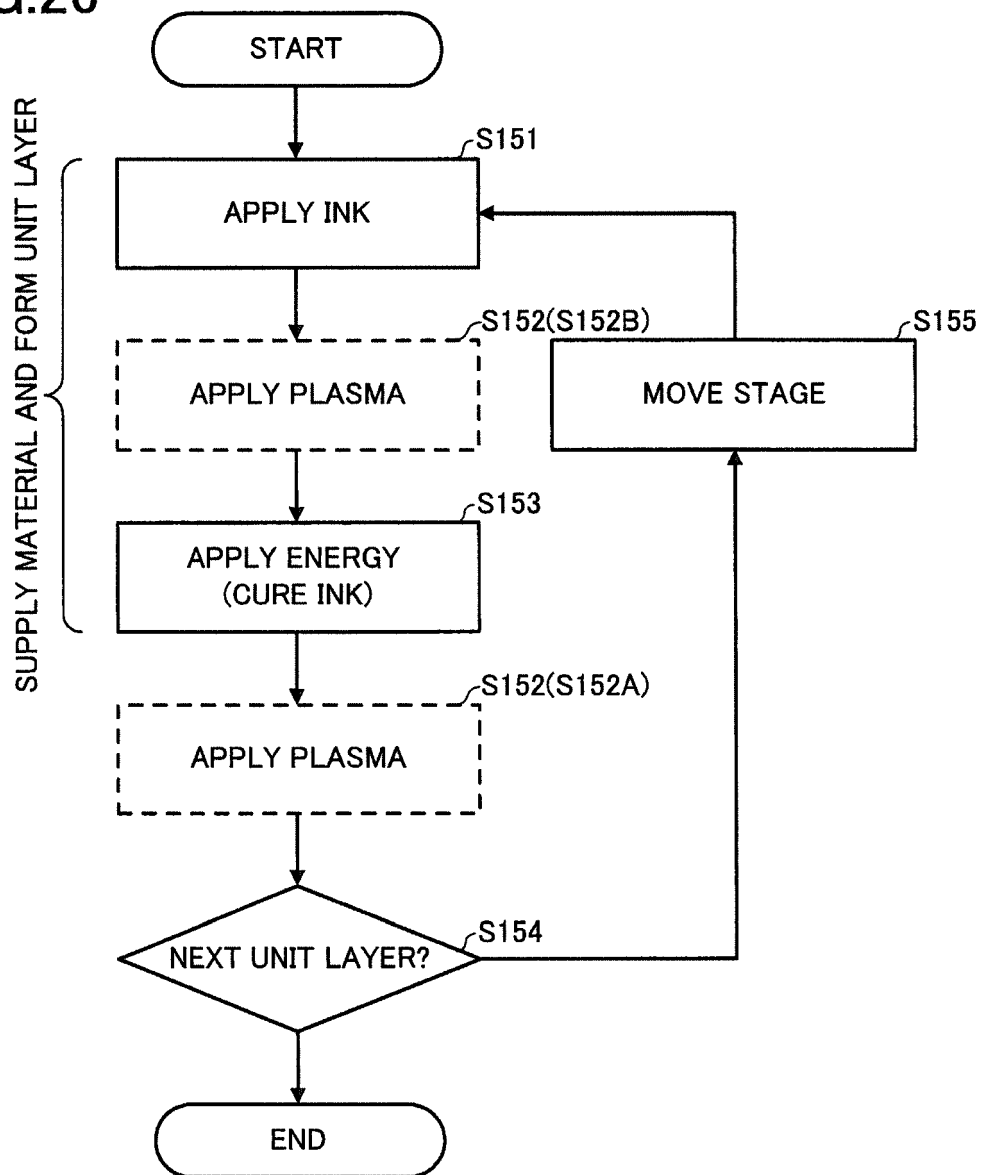 START
SUPPLY MATERIAL AND FORM UNIT LAYER
S151
APPLY INK
S152(S152B)
APPLY PLASMA
S155
MOVE STAGE
S153
APPLY ENERGY
(CURE INK)
S152(S152A)
APPLY PLASMA
S154
NEXT UNIT LAYER?
END